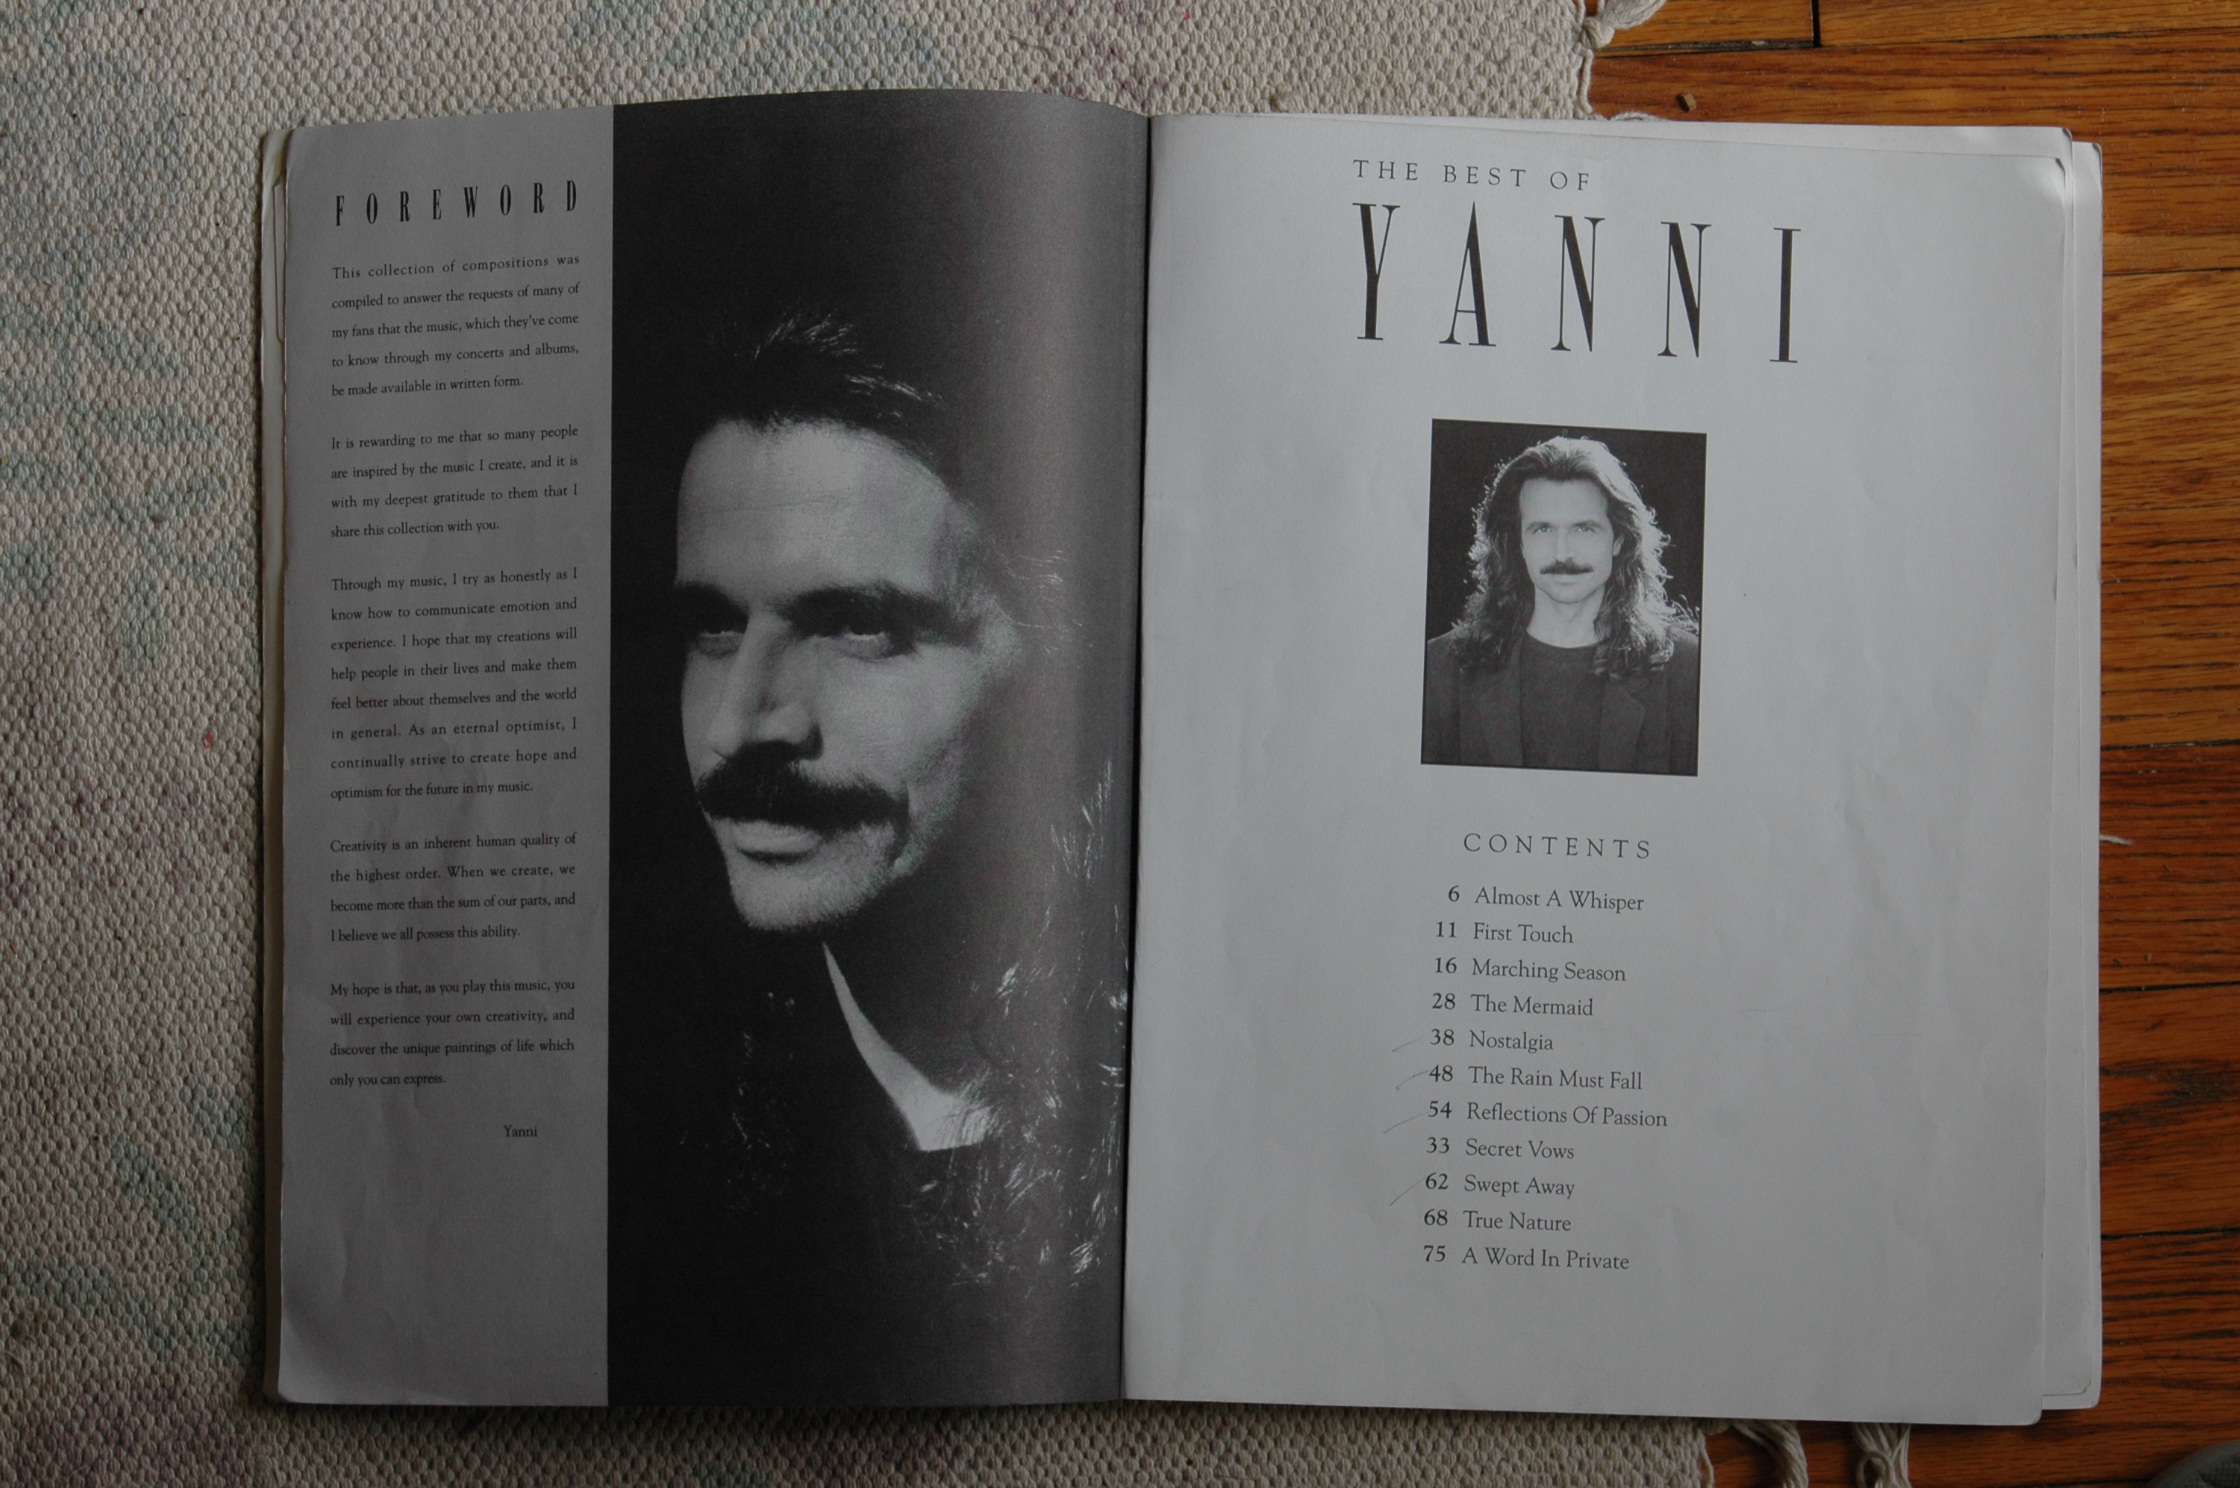 FOREWORD
This collection of compositions was
compiled to answer the requests of many of
my fans that the music, which they've come
to know through my concerts and albums,
be made available in written form.
It is rewarding to me that so many people
are inspired by the music I create, and it is
with my deepest gratitude to them that I
share this collection with you.
Through my music, I try as honestly as I
know how to communicate emotion and
experience. I hope that my creations will
help people in their lives and make them
feel better about themselves and the world
in general. As an eternal optimist, I
continually strive to create hope and
optimism for the future in my music.
Creativity is an inherent human quality of
the highest order. When we create, we
become more than the sum of our parts, and
I believe we all possess this ability.
My hope is that, as you play this music, you
will experience your own creativity, and
discover the unique paintings of life which
only you can express.
Yanni
THE BEST OF
YANNI
CONTENTS
6 Almost A Whisper
11 First Touch
16 Marching Season
28 The Mermaid
38 Nostalgia
48 The Rain Must Fall
54 Reflections Of Passion
33 Secret Vows
62 Swept Away
68 True Nature
75 A Word In Private